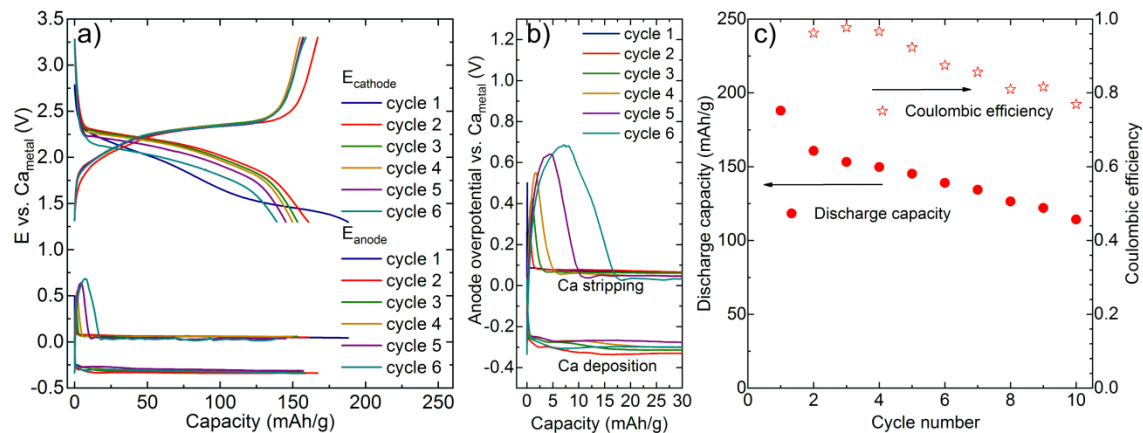 a)
E vs. Ca_metal (V)
3.5
3.0
2.5
2.0
1.5
1.0
0.5
0.0
-0.5
E_cathode
cycle 1
cycle 2
cycle 3
cycle 4
cycle 5
cycle 6
E_anode
cycle 1
cycle 2
cycle 3
cycle 4
cycle 5
cycle 6
0 50 100 150 200 250
Capacity (mAh/g)
b)
Anode overpotential vs. Ca_metal (V)
1.0
0.8
0.6
0.4
0.2
0.0
-0.2
-0.4
cycle 1
cycle 2
cycle 3
cycle 4
cycle 5
cycle 6
Ca stripping
Ca deposition
0 5 10 15 20 25 30
Capacity (mAh/g)
c)
Discharge capacity (mAh/g)
250
200
150
100
50
0
Coulombic efficiency
Discharge capacity
2 4 6 8 10
Cycle number
1.0
0.8
0.6
0.4
0.2
0.0
Coulombic efficiency